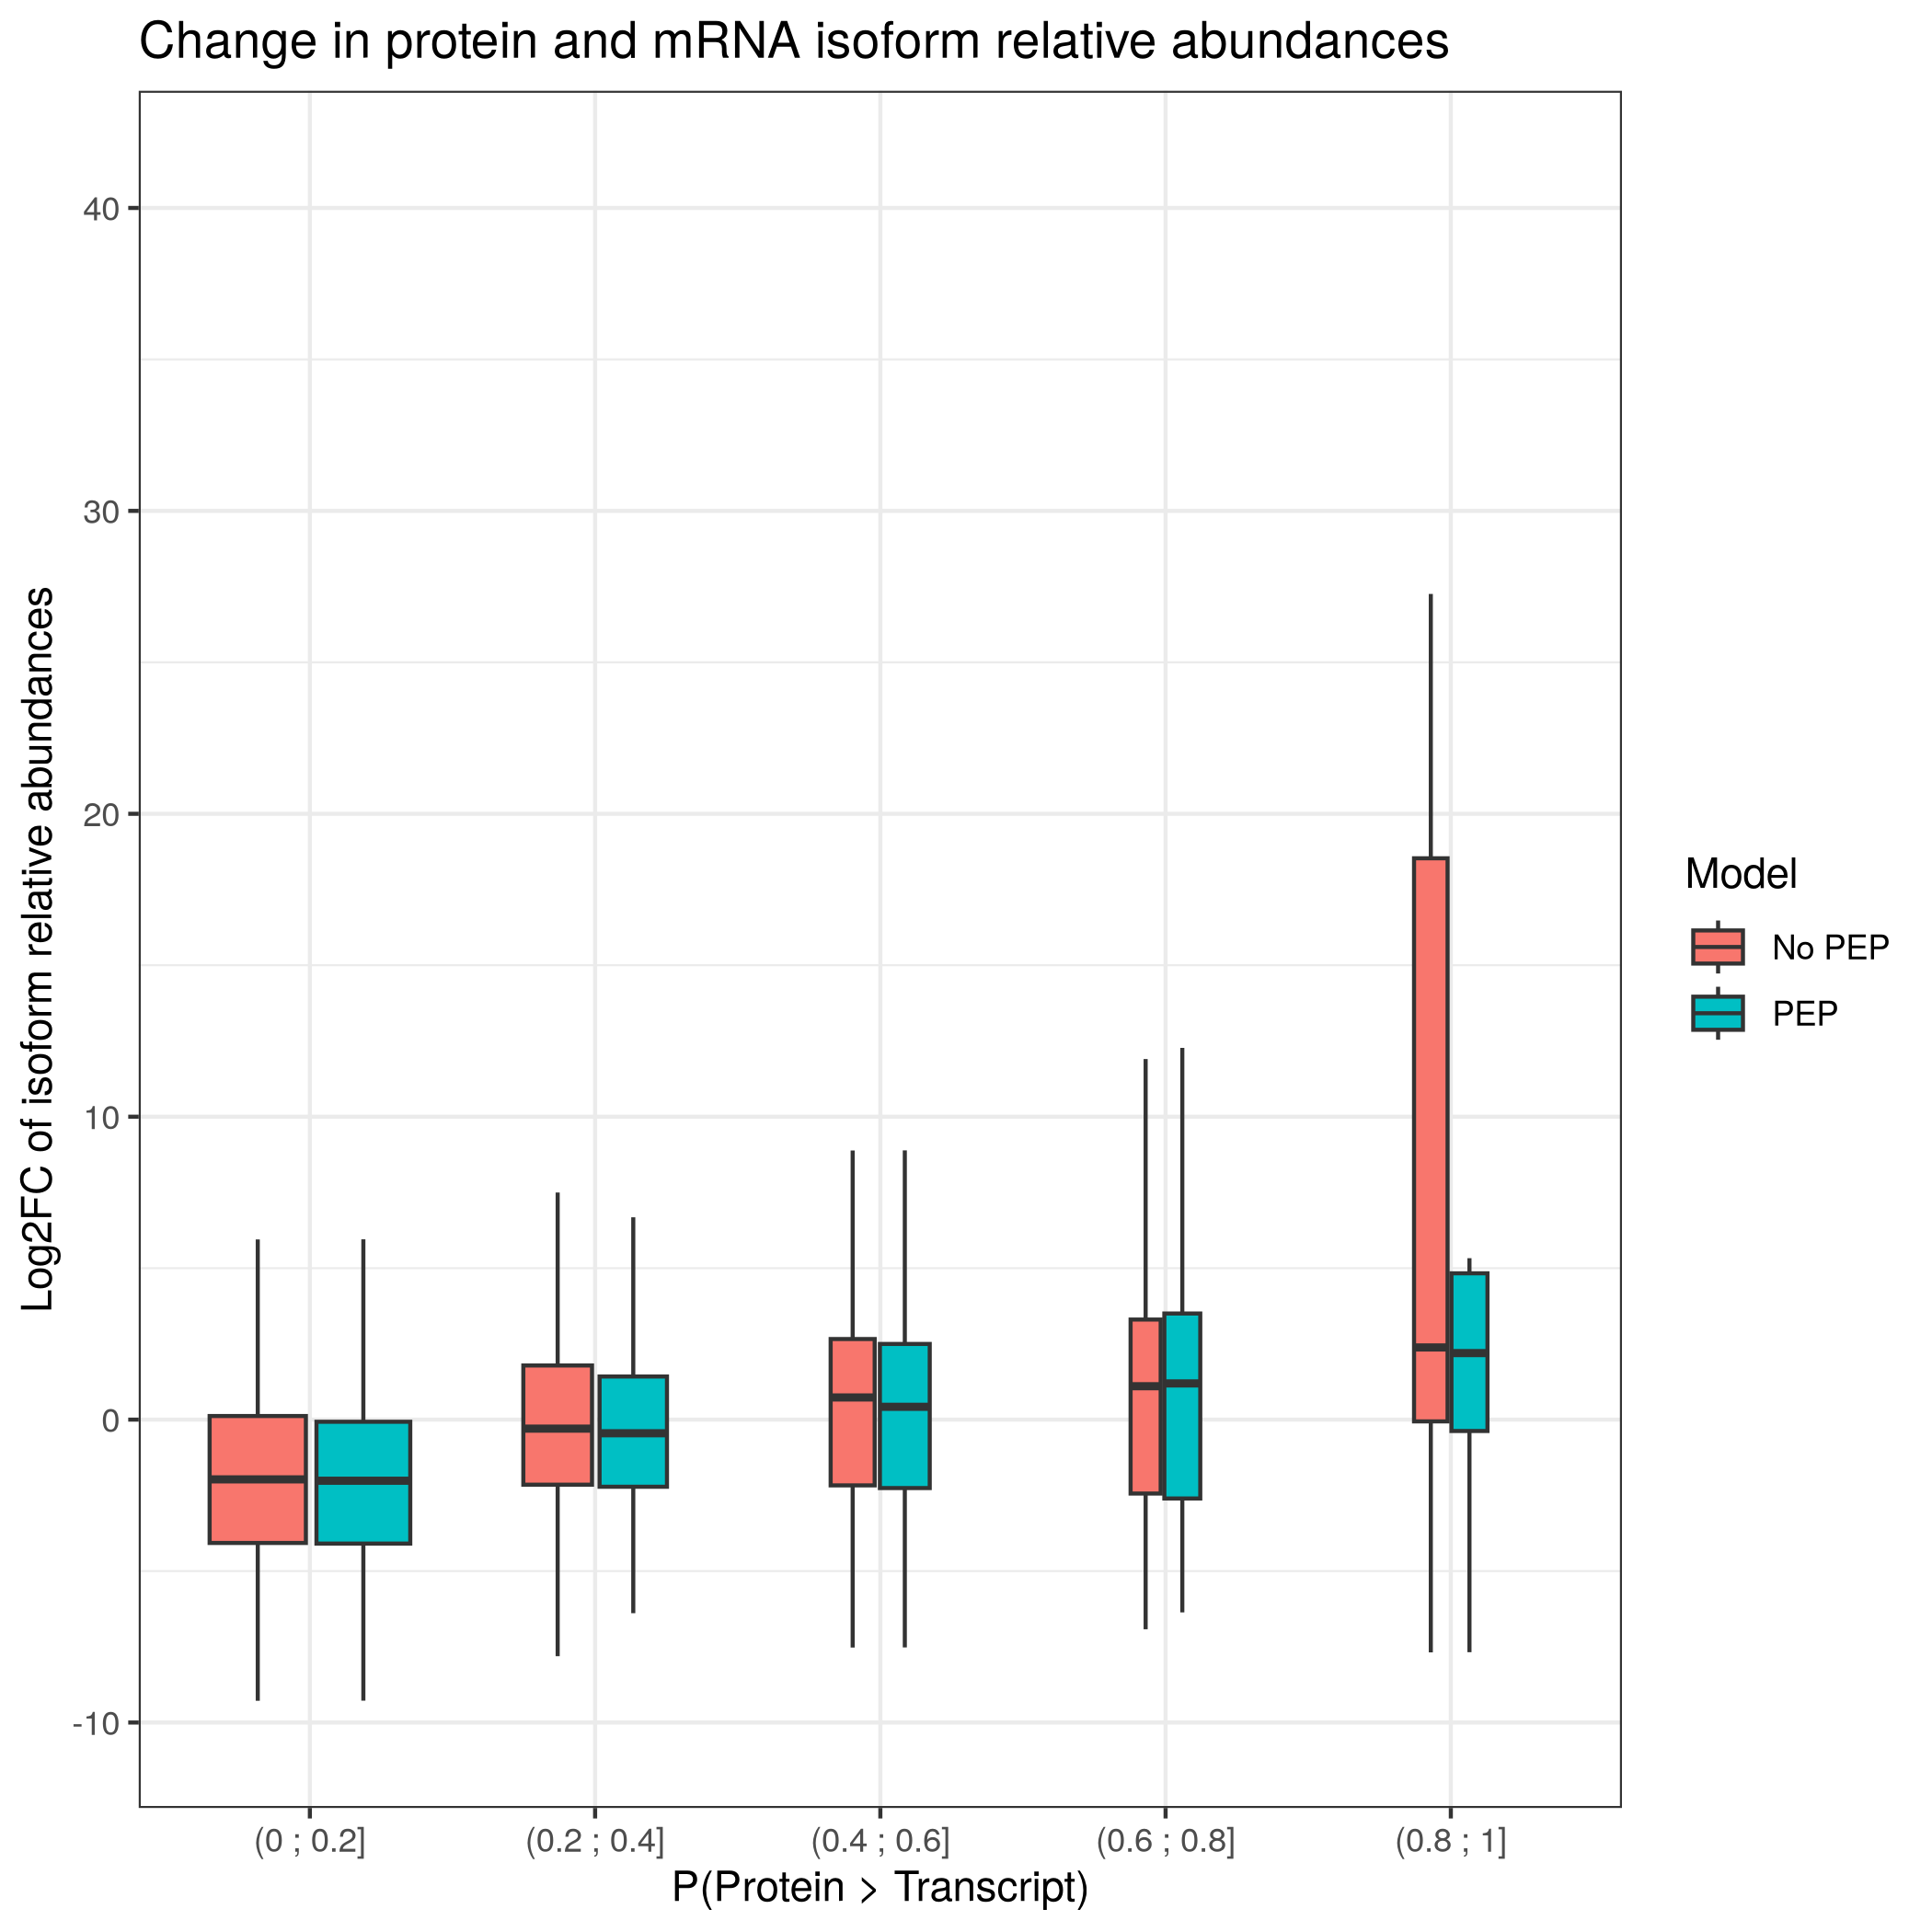 Change in protein and mRNA isoform relative abundances
Log2FC of isoform relative abundances
40
30
20
10
0
-10
(0 ; 0.2]
(0.2 ; 0.4]
(0.4 ; 0.6]
(0.6 ; 0.8]
(0.8 ; 1]
P(Protein > Transcript)
Model
No PEP
PEP